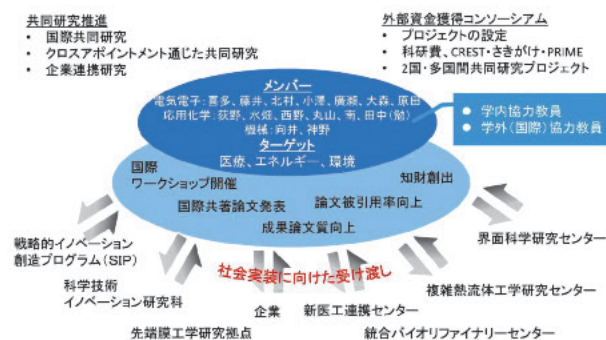 共同研究推進
• 国際共同研究
• クロスアポイントメント通じた共同研究
• 企業連携研究
外部資金獲得コンソーシアム
• プロジェクトの設定
• 科研費、CREST・さきがけ・PRIME
• 2国・多国間共同研究プロジェクト
メンバー
電気電子：喜多、藤井、北村、小澤、廣瀬、大森、原田
応用化学：荻野、水畑、西野、丸山、南、田中（勉）
機械：向井、神野
ターゲット
医療、エネルギー、環境
● 学内協力教員
● 学外（国際）協力教員
国際
ワークショップ開催
知財創出
国際共著論文発表
論文被引用率向上
成果論文質向上
社会実装に向けた受け渡し
戦略的イノベーション
創造プログラム（SIP）
科学技術
イノベーション研究科
先端膜工学研究拠点
企業
新医工連携センター
統合バイオリファイナリーセンター
複雑熱流体工学研究センター
界面科学研究センター